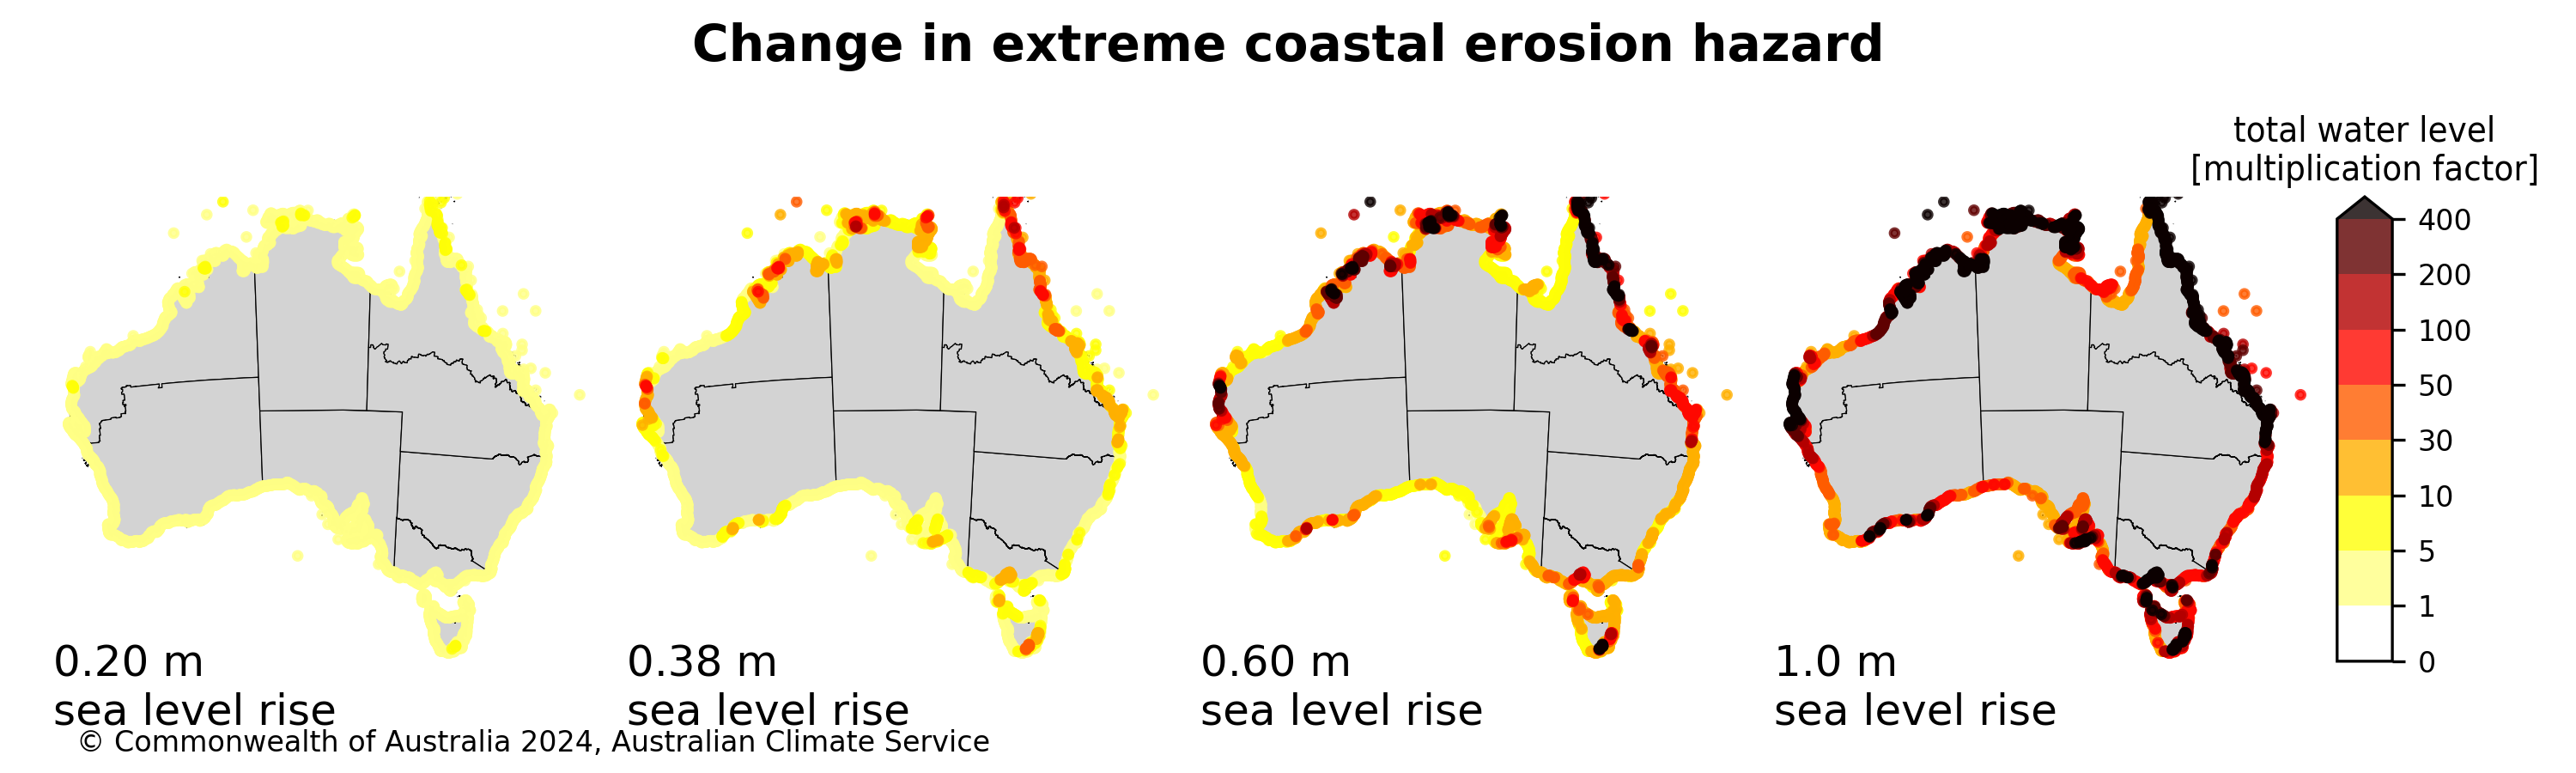 Change in extreme coastal erosion hazard
total water level
[multiplication factor]
400
200
100
50
30
10
5
1
0
0.20 m
sea level rise
0.38 m
sea level rise
0.60 m
sea level rise
1.0 m
sea level rise
© Commonwealth of Australia 2024, Australian Climate Service